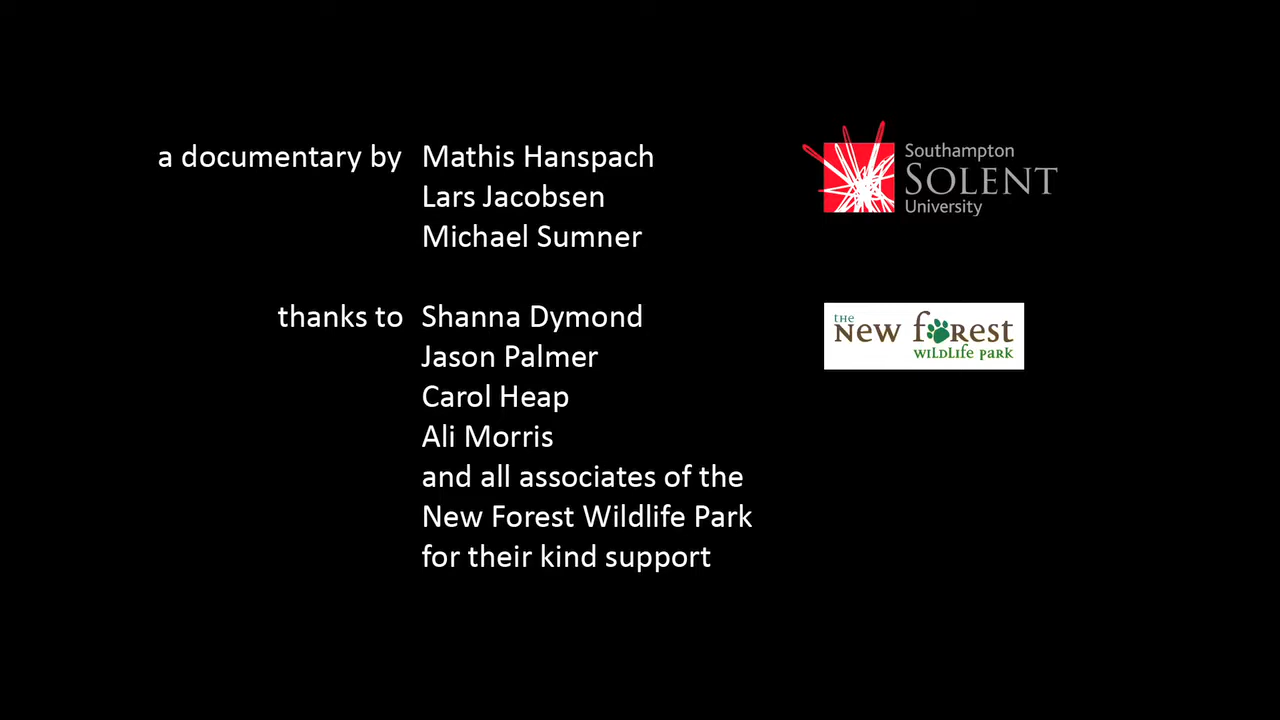 a documentary by Mathis Hanspach
Lars Jacobsen
Michael Sumner
thanks to Shanna Dymond
Jason Palmer
Carol Heap
Ali Morris
and all associates of the
New Forest Wildlife Park
for their kind support
Southampton
SOLENT
University
THE
New forest
wildlife park